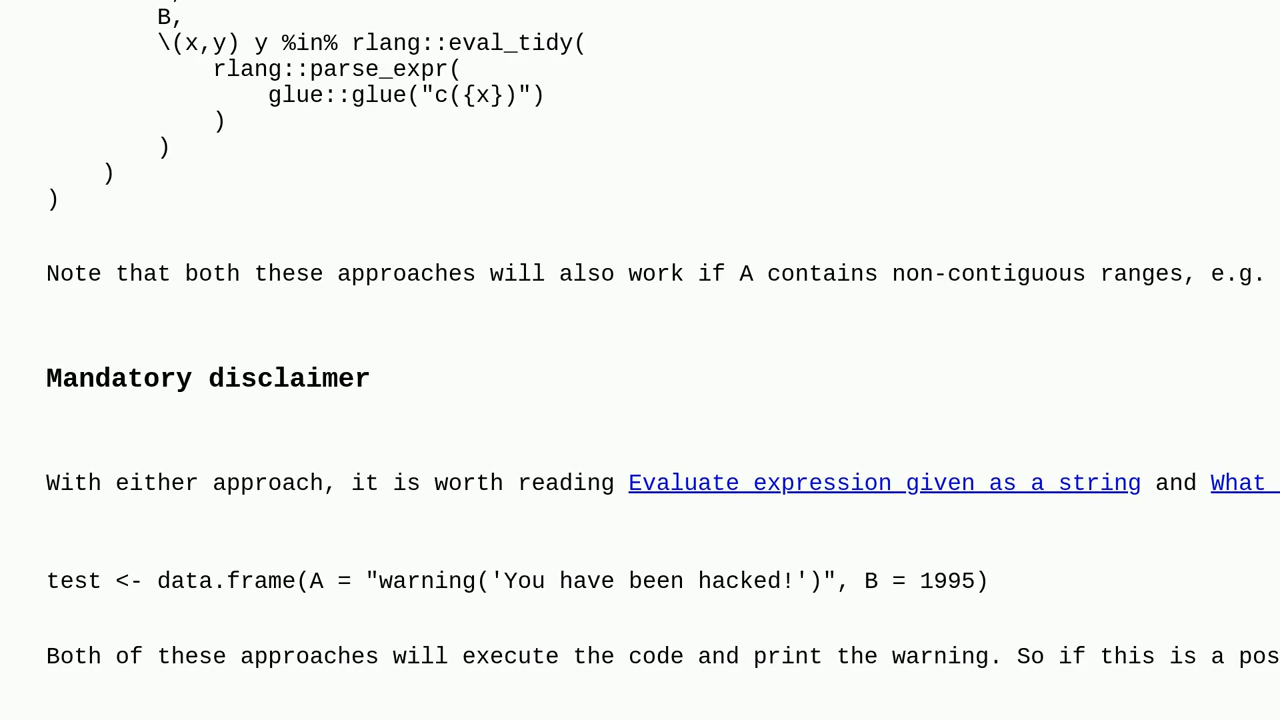 B,
\(x,y) y %in% rlang::eval_tidy(
rlang::parse_expr(
glue::glue("c({x})")
)
)
)
)
Note that both these approaches will also work if A contains non-contiguous ranges, e.g.
Mandatory disclaimer
With either approach, it is worth reading Evaluate expression given as a string and What
test <- data.frame(A = "warning('You have been hacked!')", B = 1995)
Both of these approaches will execute the code and print the warning. So if this is a pos